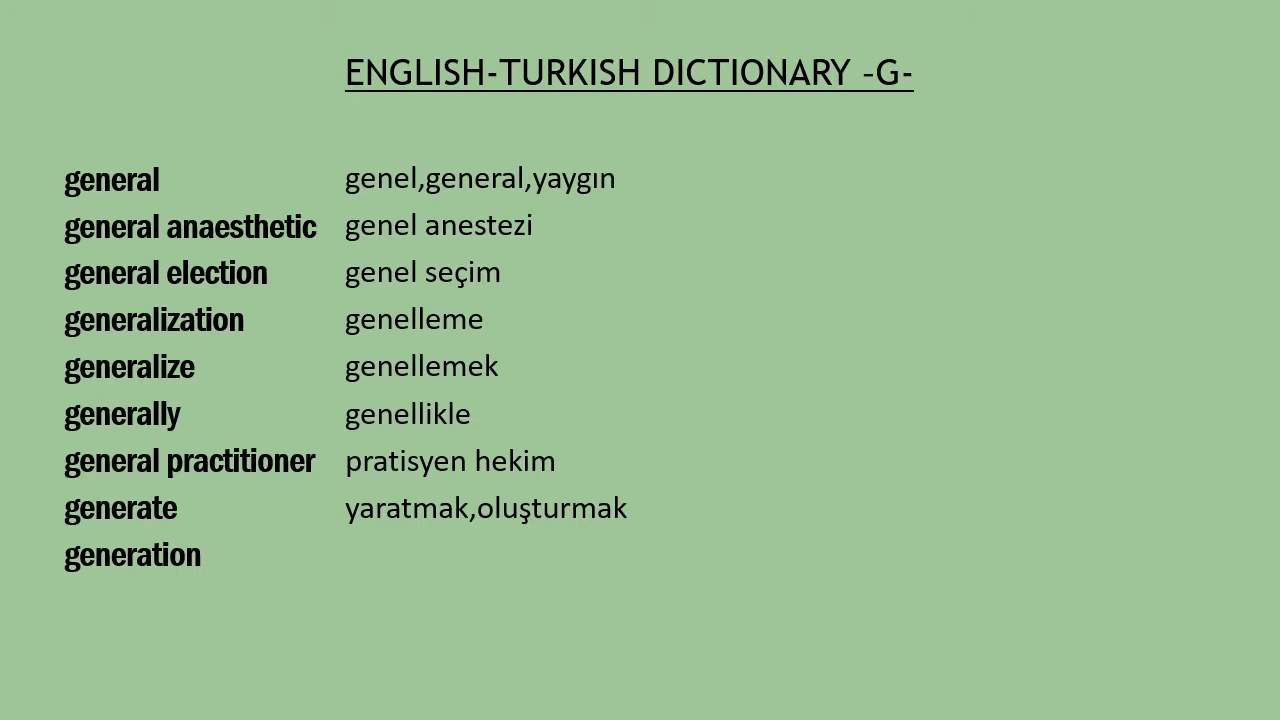 ENGLISH-TURKISH DICTIONARY –G-
general genel,general,yaygın
general anaesthetic genel anestezi
general election genel seçim
generalization genelleme
generalize genellemek
generally genellikle
general practitioner pratisyen hekim
generate yaratmak,oluşturmak
generation